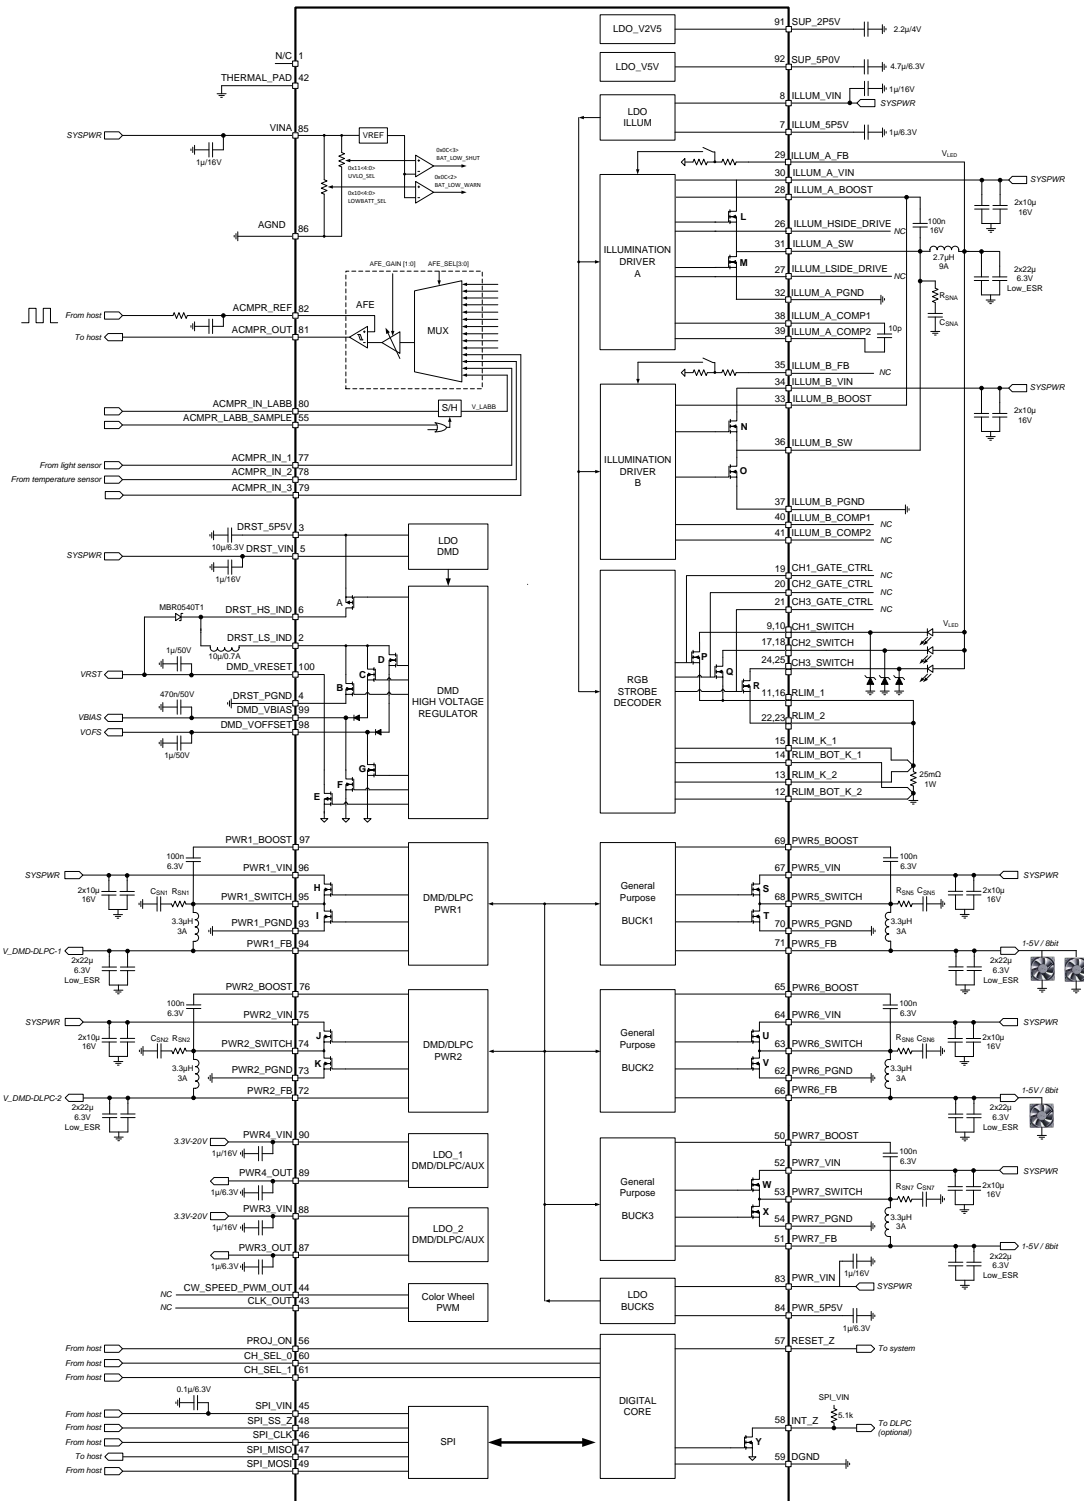 N/C 1
THERMAL_PAD 42
SYSPWR
VINA 85
1µ/16V
VREF
0x0C<3>
BAT_LOW_SHUT
0x11<4:0>
UVLO_SEL
0x0C<2>
BAT_LOW_WARN
0x10<4:0>
LOWBATT_SEL
AGND
86
AFE_GAIN [1:0]
AFE_SEL[3:0]
AFE
MUX
From host
ACMPR_REF 82
To host
ACMPR_OUT 81
ACMPR_IN_LABB 80
S/H
V_LABB
ACMPR_LABB_SAMPLE 55
From light sensor
ACMPR_IN_1 77
From temperature sensor
ACMPR_IN_2 78
ACMPR_IN_3 79
DRST_5P5V 3
10µ/6.3V
SYSPWR
DRST_VIN 5
1µ/16V
LDO
DMD
MBR0540T1
DRST_HS_IND 6
A
DRST_LS_IND 2
10µ/0.7A
1µ/50V
VRST
DMD_VRESET 100
470n/50V
DRST_PGND 4
VBIAS
DMD_VBIAS 99
VOFS
DMD_VOFFSET 98
1µ/50V
B
C
D
E
F
G
DMD
HIGH VOLTAGE
REGULATOR
PWR1_BOOST 97
100n
6.3V
SYSPWR
PWR1_VIN 96
2x10µ
16V
CSN1 RSN1
PWR1_SWITCH 95
H
I
3.3µH
3A
PWR1_PGND 93
V_DMD-DLPC-1
PWR1_FB 94
2x22µ
6.3V
Low_ESR
DMD/DLPC
PWR1
PWR2_BOOST 76
100n
6.3V
SYSPWR
PWR2_VIN 75
2x10µ
16V
CSN2 RSN2
PWR2_SWITCH 74
J
K
3.3µH
3A
PWR2_PGND 73
V_DMD-DLPC-2
PWR2_FB 72
2x22µ
6.3V
Low_ESR
DMD/DLPC
PWR2
3.3V-20V
PWR4_VIN 90
1µ/16V
PWR4_OUT 89
1µ/6.3V
LDO_1
DMD/DLPC/AUX
3.3V-20V
PWR3_VIN 88
1µ/16V
PWR3_OUT 87
1µ/6.3V
LDO_2
DMD/DLPC/AUX
NC
CW_SPEED_PWM_OUT 44
NC
CLK_OUT 43
Color Wheel
PWM
From host
PROJ_ON 56
From host
CH_SEL_0 60
From host
CH_SEL_1 61
0.1µ/6.3V
From host
SPI_VIN 45
From host
SPI_SS_Z 48
From host
SPI_CLK 46
To host
SPI_MISO 47
From host
SPI_MOSI 49
SPI
LDO_V2V5
91 SUP_2P5V
2.2µ/4V
LDO_V5V
92 SUP_5P0V
4.7µ/6.3V
LDO
ILLUM
8 ILLUM_VIN
1µ/16V
SYSPWR
7 ILLUM_5P5V
1µ/6.3V
29 ILLUM_A_FB
VLED
30 ILLUM_A_VIN
SYSPWR
28 ILLUM_A_BOOST
2x10µ
16V
100n
16V
L
26 ILLUM_HSIDE_DRIVE
NC
31 ILLUM_A_SW
2.7µH
9A
M
27 ILLUM_LSIDE_DRIVE
NC
2x22µ
6.3V
Low_ESR
32 ILLUM_A_PGND
RSNA
CSNA
38 ILLUM_A_COMP1
39 ILLUM_A_COMP2
10p
ILLUMINATION
DRIVER
A
35 ILLUM_B_FB
NC
34 ILLUM_B_VIN
SYSPWR
33 ILLUM_B_BOOST
2x10µ
16V
N
36 ILLUM_B_SW
O
37 ILLUM_B_PGND
40 ILLUM_B_COMP1
NC
41 ILLUM_B_COMP2
NC
ILLUMINATION
DRIVER
B
19 CH1_GATE_CTRL
NC
20 CH2_GATE_CTRL
NC
21 CH3_GATE_CTRL
NC
9,10 CH1_SWITCH
VLED
17,18 CH2_SWITCH
24,25 CH3_SWITCH
P
Q
R
11,16 RLIM_1
22,23 RLIM_2
15 RLIM_K_1
14 RLIM_BOT_K_1
13 RLIM_K_2
12 RLIM_BOT_K_2
25mΩ
1W
RGB
STROBE
DECODER
69 PWR5_BOOST
100n
6.3V
67 PWR5_VIN
SYSPWR
S
68 PWR5_SWITCH
RSN5 CSN5
2x10µ
16V
T
3.3µH
3A
70 PWR5_PGND
71 PWR5_FB
1-5V / 8bit
2x22µ
6.3V
Low_ESR
General
Purpose
BUCK1
65 PWR6_BOOST
100n
6.3V
64 PWR6_VIN
SYSPWR
U
63 PWR6_SWITCH
RSN6 CSN6
2x10µ
16V
V
3.3µH
3A
62 PWR6_PGND
66 PWR6_FB
1-5V / 8bit
2x22µ
6.3V
Low_ESR
General
Purpose
BUCK2
50 PWR7_BOOST
100n
6.3V
52 PWR7_VIN
SYSPWR
W
53 PWR7_SWITCH
RSN7 CSN7
2x10µ
16V
X
3.3µH
3A
54 PWR7_PGND
51 PWR7_FB
1-5V / 8bit
2x22µ
6.3V
Low_ESR
General
Purpose
BUCK3
83 PWR_VIN
1µ/16V
SYSPWR
84 PWR_5P5V
1µ/6.3V
LDO
BUCKS
57 RESET_Z
To system
DIGITAL
CORE
SPI_VIN
5.1k
58 INT_Z
To DLPC
(optional)
Y
59 DGND